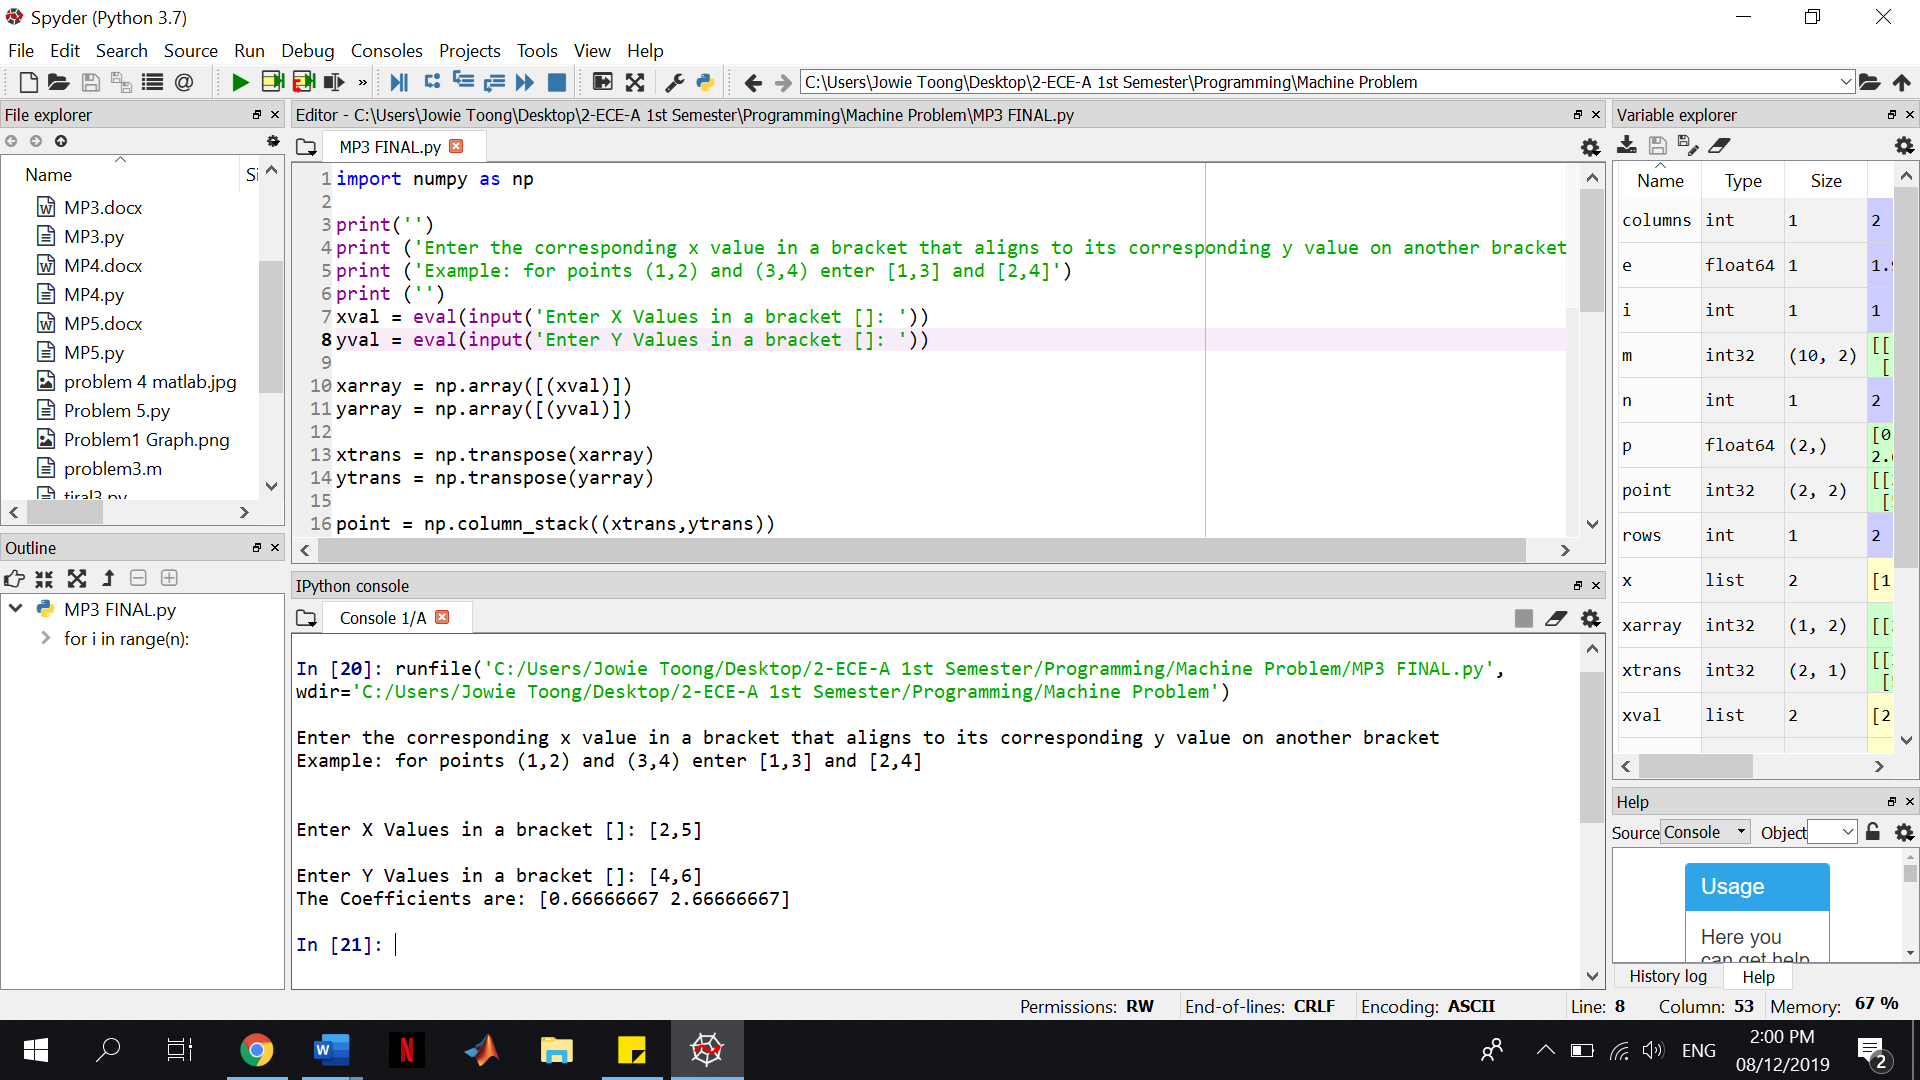 Spyder (Python 3.7)
File Edit Search Source Run Debug Consoles Projects Tools View Help
C:\Users\Jowie Toong\Desktop\2-ECE-A 1st Semester\Programming\Machine Problem
File explorer
Name
MP3.docx
MP3.py
MP4.docx
MP4.py
MP5.docx
MP5.py
problem 4 matlab.jpg
Problem 5.py
Problem1 Graph.png
problem3.m
tiral3.py
Outline
MP3 FINAL.py
for i in range(n):
Editor - C:\Users\Jowie Toong\Desktop\2-ECE-A 1st Semester\Programming\Machine Problem\MP3 FINAL.py
MP3 FINAL.py
1 import numpy as np
2
3 print('')
4 print ('Enter the corresponding x value in a bracket that aligns to its corresponding y value on another bracket
5 print ('Example: for points (1,2) and (3,4) enter [1,3] and [2,4]')
6 print ('')
7 xval = eval(input('Enter X Values in a bracket []: '))
8 yval = eval(input('Enter Y Values in a bracket []: '))
9
10 xarray = np.array([(xval)])
11 yarray = np.array([(yval)])
12
13 xtrans = np.transpose(xarray)
14 ytrans = np.transpose(yarray)
15
16 point = np.column_stack((xtrans,ytrans))
IPython console
Console 1/A
In [20]: runfile('C:/Users/Jowie Toong/Desktop/2-ECE-A 1st Semester/Programming/Machine Problem/MP3 FINAL.py',
wdir='C:/Users/Jowie Toong/Desktop/2-ECE-A 1st Semester/Programming/Machine Problem')
Enter the corresponding x value in a bracket that aligns to its corresponding y value on another bracket
Example: for points (1,2) and (3,4) enter [1,3] and [2,4]
Enter X Values in a bracket []: [2,5]
Enter Y Values in a bracket []: [4,6]
The Coefficients are: [0.66666667 2.66666667]
In [21]:
Variable explorer
Name Type Size
columns int 1 2
e float64 1 1.
i int 1 1
m int32 (10, 2) [[
[
n int 1 2
p float64 (2,) [0
2.
point int32 (2, 2) [[
[
rows int 1 2
x list 2 [1
xarray int32 (1, 2) [[
xtrans int32 (2, 1) [[
[
xval list 2 [2
Help
Source Console Object
Usage
Here you
can get help
History log Help
Permissions: RW End-of-lines: CRLF Encoding: ASCII Line: 8 Column: 53 Memory: 67 %
ENG
2:00 PM
08/12/2019
2